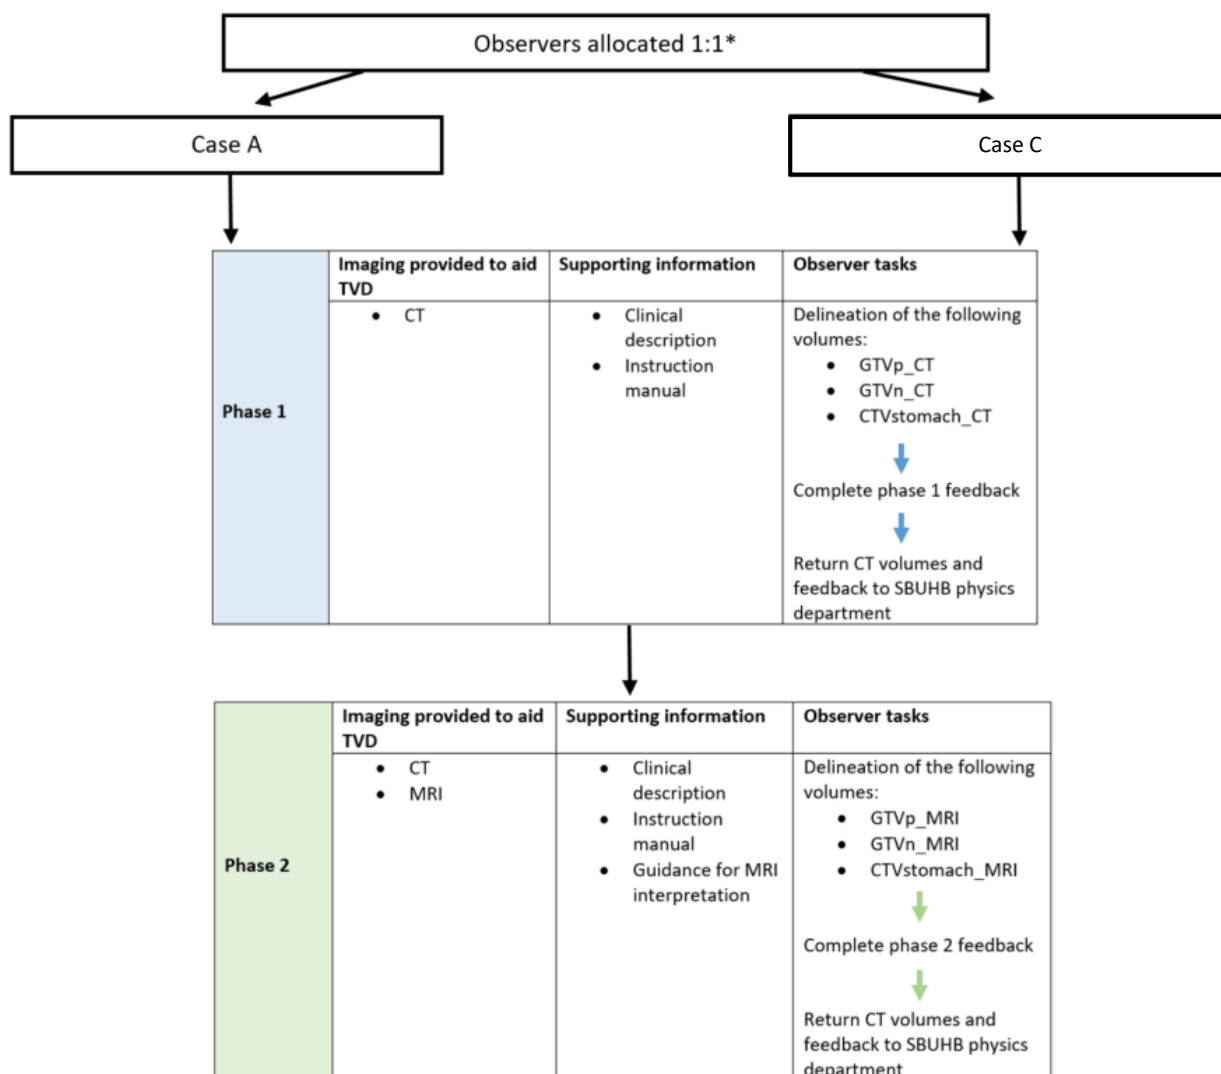 Observers allocated 1:1*
Case A
Case C
Imaging provided to aid
TVD
Supporting information
Observer tasks
Phase 1
• CT
• Clinical
description
• Instruction
manual
Delineation of the following
volumes:
• GTVp_CT
• GTVn_CT
• CTVstomach_CT
Complete phase 1 feedback
Return CT volumes and
feedback to SBUHB physics
department
Imaging provided to aid
TVD
Supporting information
Observer tasks
Phase 2
• CT
• MRI
• Clinical
description
• Instruction
manual
• Guidance for MRI
interpretation
Delineation of the following
volumes:
• GTVp_MRI
• GTVn_MRI
• CTVstomach_MRI
Complete phase 2 feedback
Return CT volumes and
feedback to SBUHB physics
department